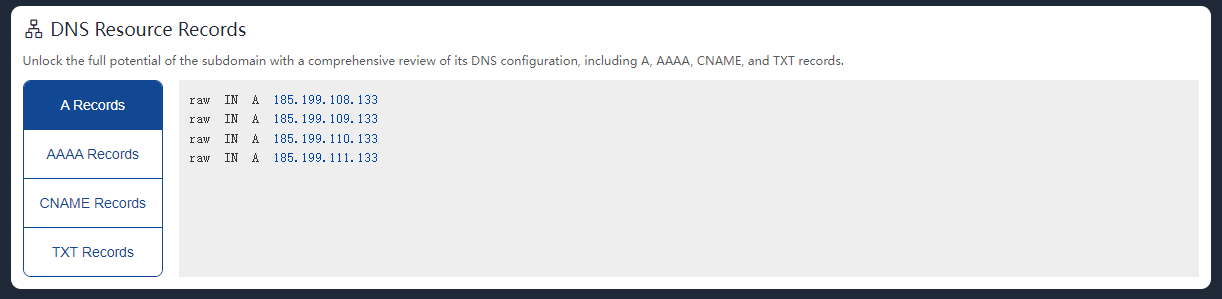 DNS Resource Records
Unlock the full potential of the subdomain with a comprehensive review of its DNS configuration, including A, AAAA, CNAME, and TXT records.
A Records
AAAA Records
CNAME Records
TXT Records
raw IN A 185.199.108.133
raw IN A 185.199.109.133
raw IN A 185.199.110.133
raw IN A 185.199.111.133